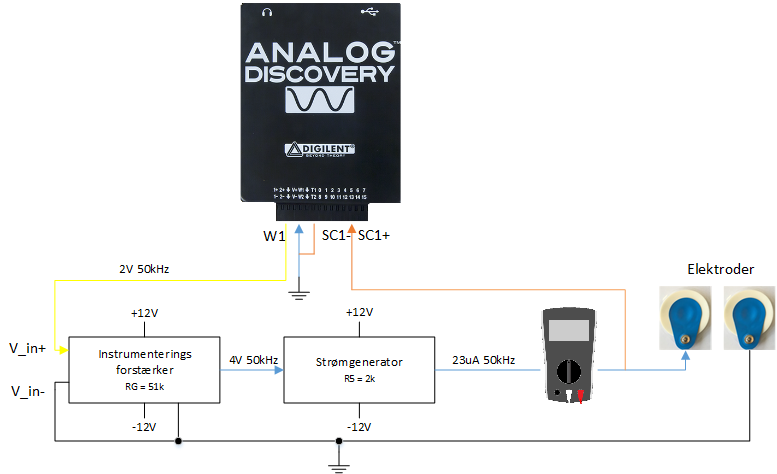 ANALOG™
DISCOVERY
DIGILENT®
BEYOND THEORY
1+ 2+ V+ W1 T1 0 1 2 3 4 5 6 7
1- 2- V- W2 T2 8 9 10 11 12 13 14 15
W1
SC1- SC1+
2V 50kHz
Elektroder
+12V
+12V
V_in+
Instrumenterings
forstærker
RG = 51k
4V 50kHz
Strømgenerator
R5 = 2k
23uA 50kHz
V_in-
-12V
-12V